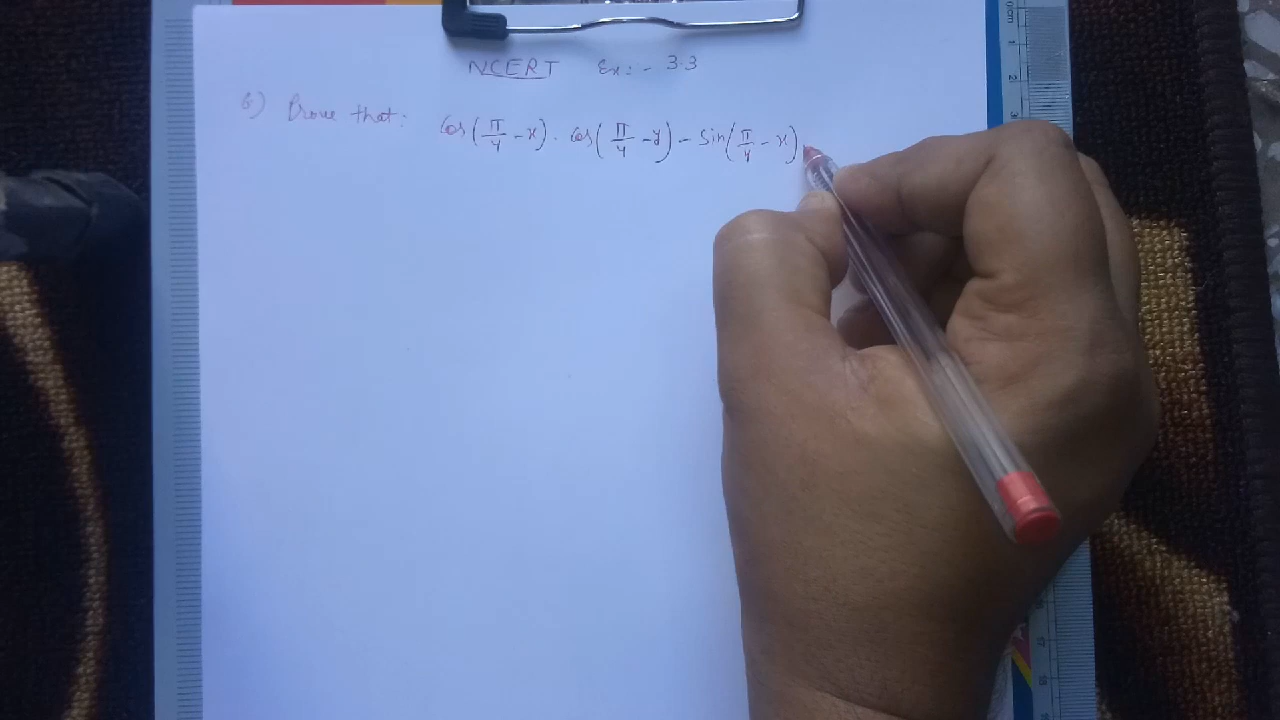 NCERT Ex:- 3.3
6) Prove that: Cos(π/4 - x) . Cos(π/4 - y) - Sin(π/4 - x)